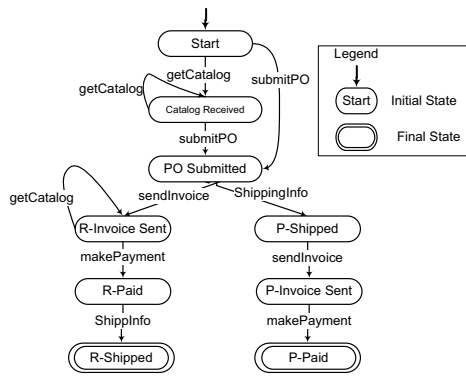 Start
getCatalog
submitPO
getCatalog
Catalog Received
submitPO
PO Submitted
sendInvoice
ShippingInfo
getCatalog
R-Invoice Sent
P-Shipped
makePayment
sendInvoice
R-Paid
P-Invoice Sent
ShippInfo
makePayment
R-Shipped
P-Paid
Legend
Start
Initial State
Final State